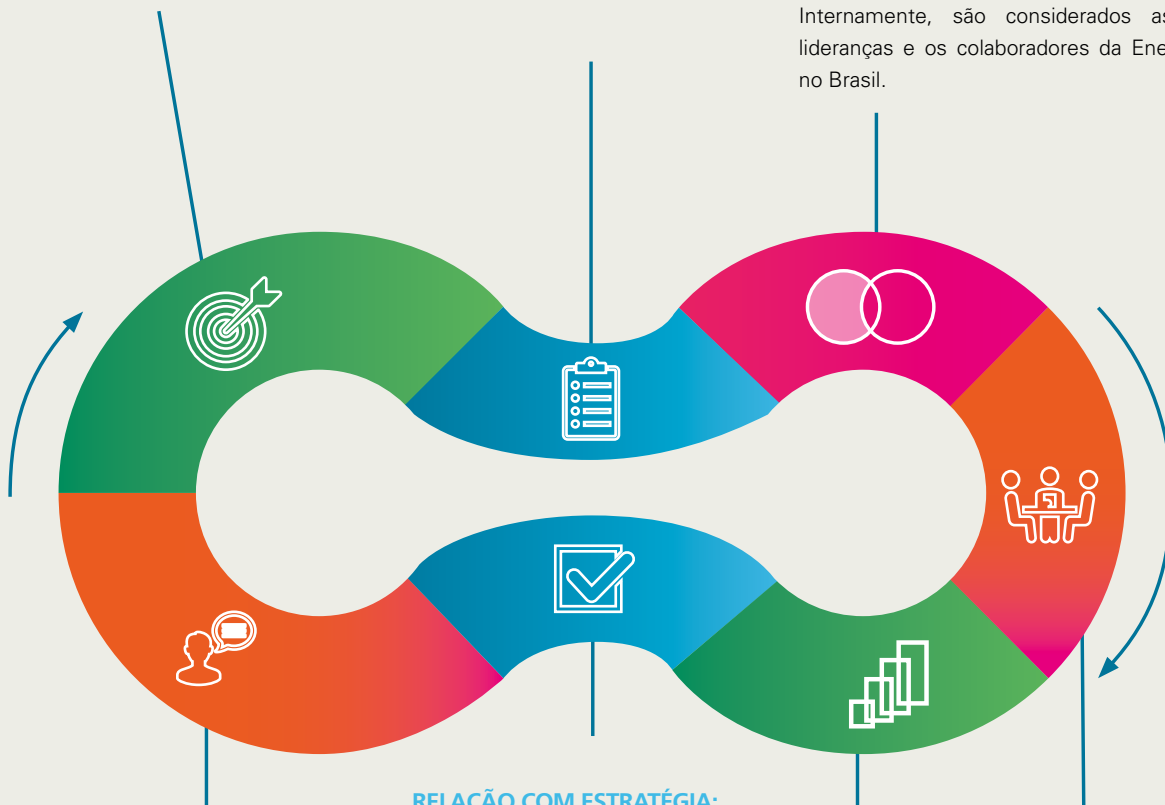 Internamente, são considerados as
lideranças e os colaboradores da Ene
no Brasil.
RELAÇÃO COM ESTRATÉGIA: